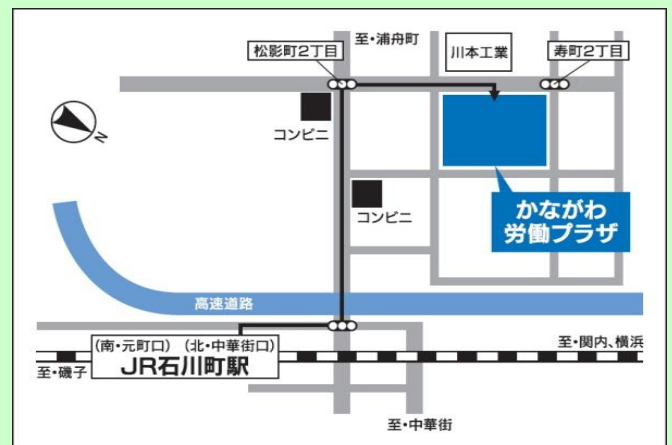 至・浦舟町
松影町2丁目
川本工業
寿町2丁目
コンビニ
N
コンビニ
かながわ
労働プラザ
高速道路
(南・元町口) (北・中華街口)
JR石川町駅
至・関内、横浜
至・磯子
至・中華街